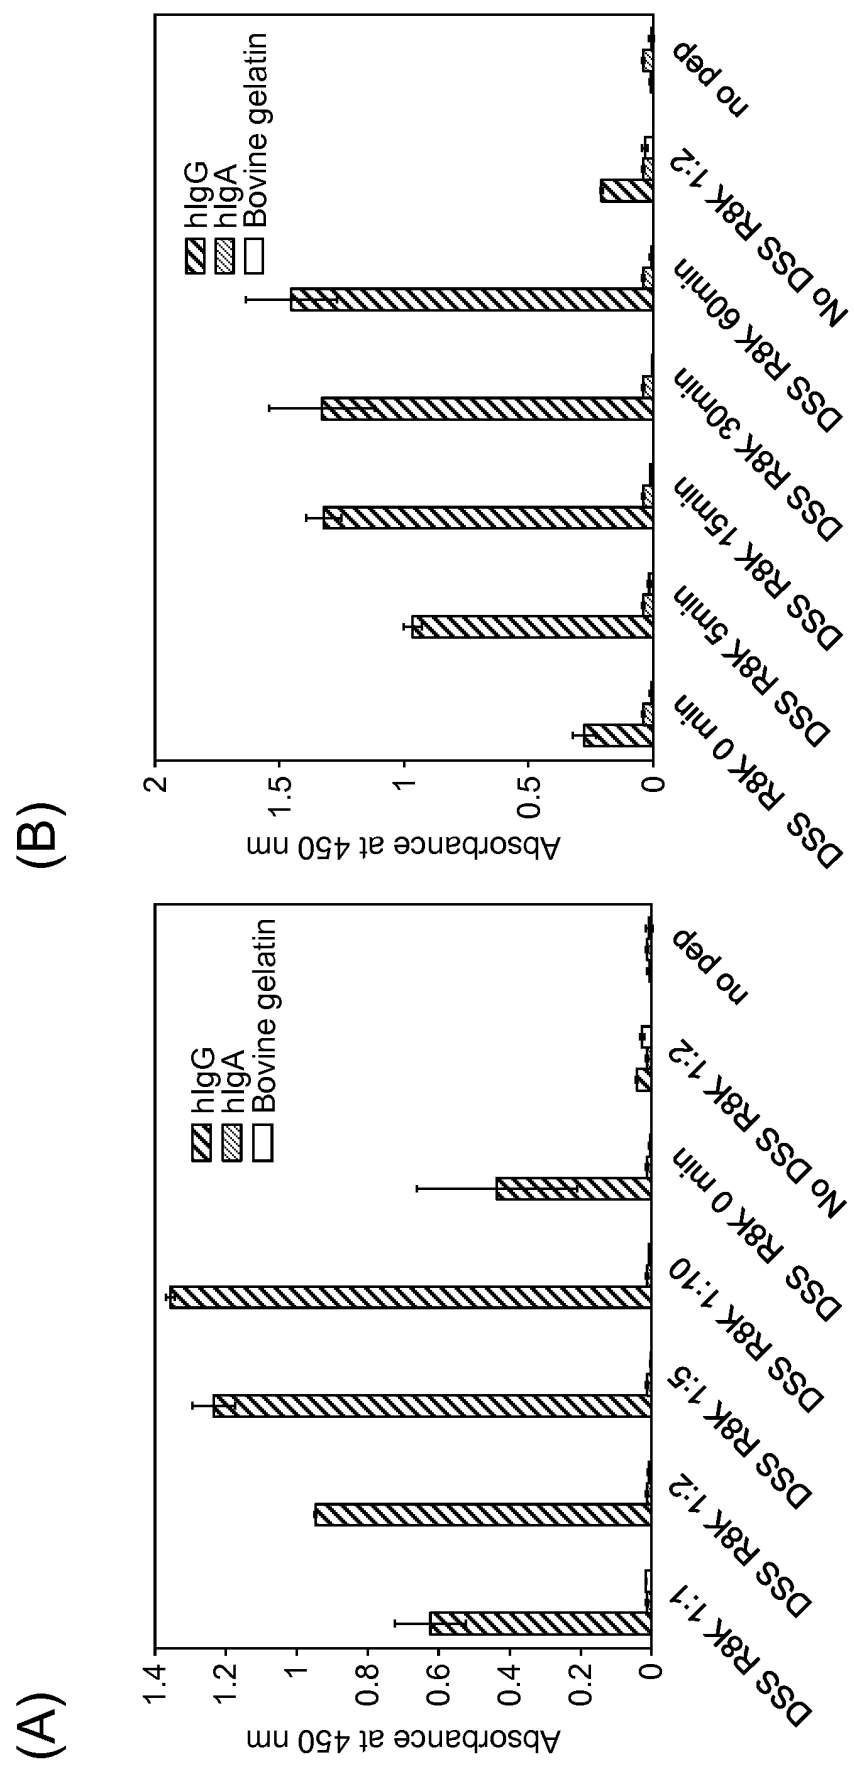 (A)
Absorbance at 450 nm
1.4
1.2
1
0.8
0.6
0.4
0.2
0
hIgG
hIgA
Bovine gelatin
DSS R8K 1:1
DSS R8K 1:2
DSS R8K 1:5
DSS R8K 1:10
DSS R8K 0 min
No DSS R8K 1:2
no pep
(B)
Absorbance at 450 nm
2
1.5
1
0.5
0
hIgG
hIgA
Bovine gelatin
DSS R8K 0 min
DSS R8K 5min
DSS R8K 15min
DSS R8K 30min
DSS R8K 60min
No DSS R8K 1:2
no pep